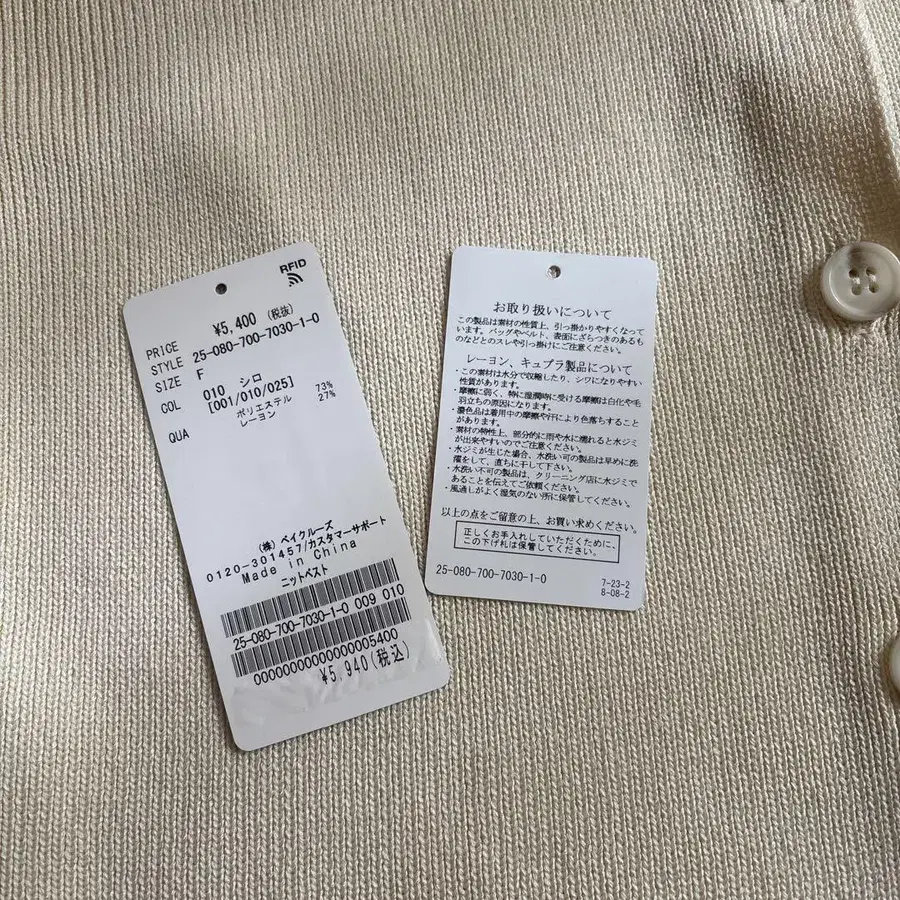 RFID
PRICE ¥5,400 (税抜)
STYLE 25-080-700-7030-1-0
SIZE F
COL 010 シロ
[001/010/025]
QUA ポリエステル 73%
レーヨン 27%
(株) ベイクルーズ
0120-301457/カスタマーサポート
Made in China
ニットベスト
25-080-700-7030-1-0 009 010
00000000000000005400
¥5,940(税込)
お取り扱いについて
この製品は素材の性質上、引っ掛かりやすくなって
います。バッグやベルト、表面にざらつきのあるも
のなどとのスレや引っ掛けにご注意ください。
レーヨン、キュプラ製品について
・この素材は水分で収縮したり、シワになりやすい
性質があります。
・摩擦に弱く、特に湿潤時に受ける摩擦は白化や毛
羽立ちの原因になります。
・濃色品は着用中の摩擦や汗により色落ちすること
があります。
・素材の特性上、部分的に雨や水に濡れると水ジミ
が出来やすいのでご注意ください。
・水ジミが生じた場合、水洗い可の製品は早めに洗
濯をして、直ちに干して下さい。
・水洗い不可の製品は、クリーニング店に水ジミで
あることを伝えてご依頼ください。
・風通しがよく湿気のない所に保管してください。
以上の点をご留意の上、お買い求めください。
正しくお手入れしていただくために、
この下げ札は保管してください。
25-080-700-7030-1-0
7-23-2
8-08-2